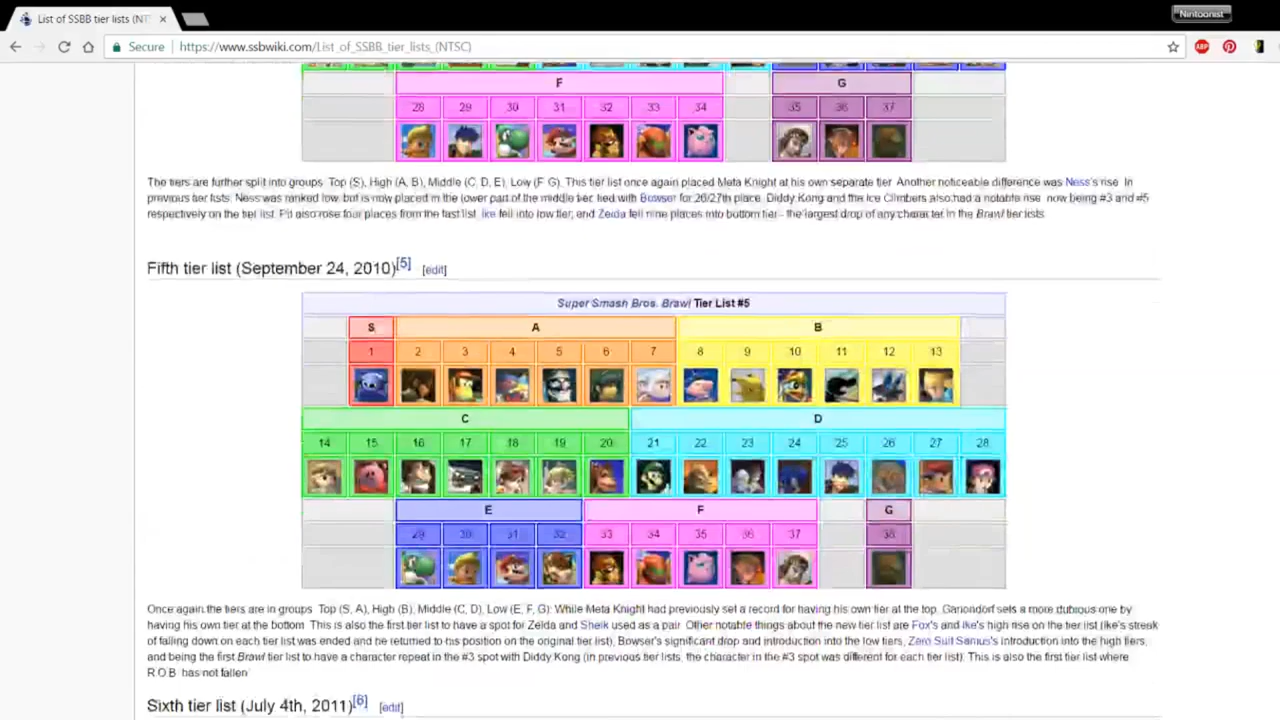 List of SSBB tier lists (NT
Nintoonist
Secure https://www.ssbwiki.com/List_of_SSBB_tier_lists_(NTSC)
F G
28 29 30 31 32 33 34 35 36 37
The tiers are further split into groups Top (S), High (A, B), Middle (C, D, E), Low (F G). This tier list once again placed Meta Knight at his own separate tier Another noticeable difference was Ness's rise In
previous tier lists, Ness was ranked low, but is now placed in the lower part of the middle tier, tied with Bowser for 26/27th place. Diddy Kong and the Ice Climbers also had a notable rise now being #3 and #5
respectively on the tier list. Pit also rose four places from the last list, Ike fell into low tier, and Zelda fell nine places into bottom tier - the largest drop of any character in the Brawl tier lists
Fifth tier list (September 24, 2010)[5] [edit]
Super Smash Bros. Brawl Tier List #5
S A B
1 2 3 4 5 6 7 8 9 10 11 12 13
C D
14 15 16 17 18 19 20 21 22 23 24 25 26 27 28
E F G
29 30 31 32 33 34 35 36 37 38
Once again the tiers are in groups Top (S, A), High (B), Middle (C, D), Low (E, F, G): While Meta Knight had previously set a record for having his own tier at the top. Ganondorf sets a more dubious one by
having his own tier at the bottom This is also the first tier list to have a spot for Zelda and Sheik used as a pair. Other notable things about the new tier list are Fox's and Ike's high rise on the tier list (Ike's streak
of falling down on each tier list was ended and he returned to his position on the original tier list), Bowser's significant drop and introduction into the low tiers, Zero Suit Samus's introduction into the high tiers,
and being the first Brawl tier list to have a character repeat in the #3 spot with Diddy Kong (in previous tier lists, the character in the #3 spot was different for each tier list) This is also the first tier list where
R O B has not fallen
Sixth tier list (July 4th, 2011)[6] [edit]